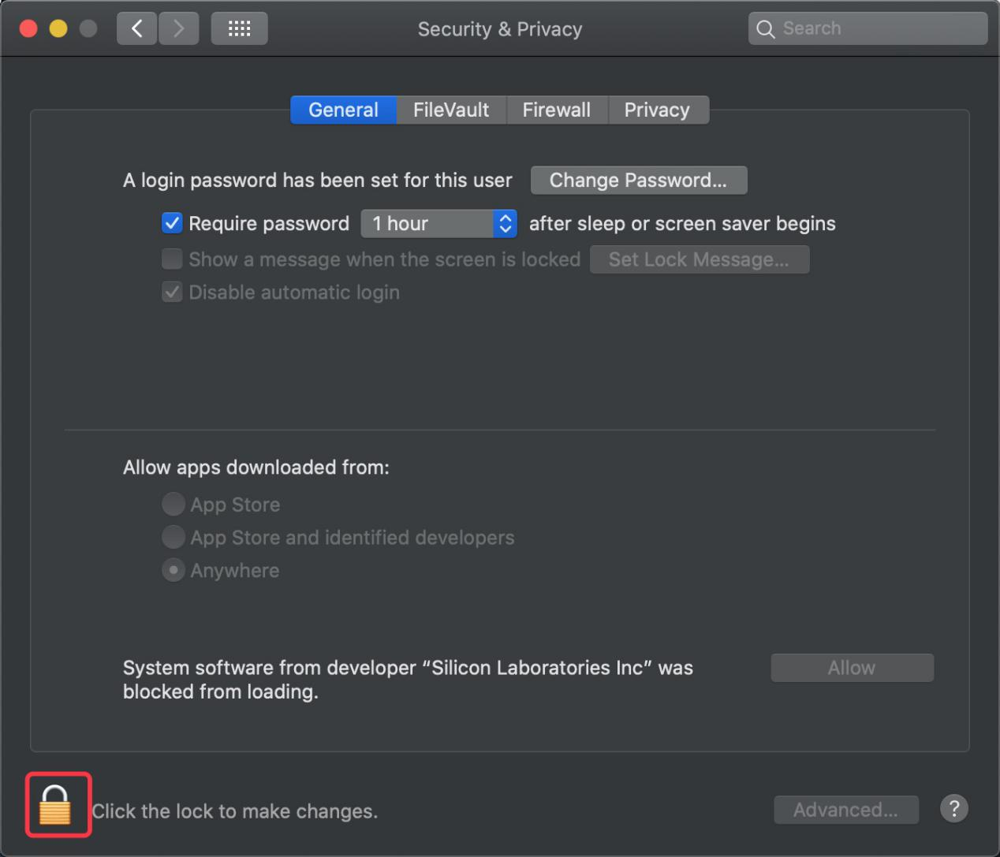 Security & Privacy
Search
General FileVault Firewall Privacy
A login password has been set for this user Change Password...
Require password 1 hour after sleep or screen saver begins
Show a message when the screen is locked Set Lock Message...
Disable automatic login
Allow apps downloaded from:
App Store
App Store and identified developers
Anywhere
System software from developer “Silicon Laboratories Inc” was
blocked from loading.
Allow
Click the lock to make changes.
Advanced...
?